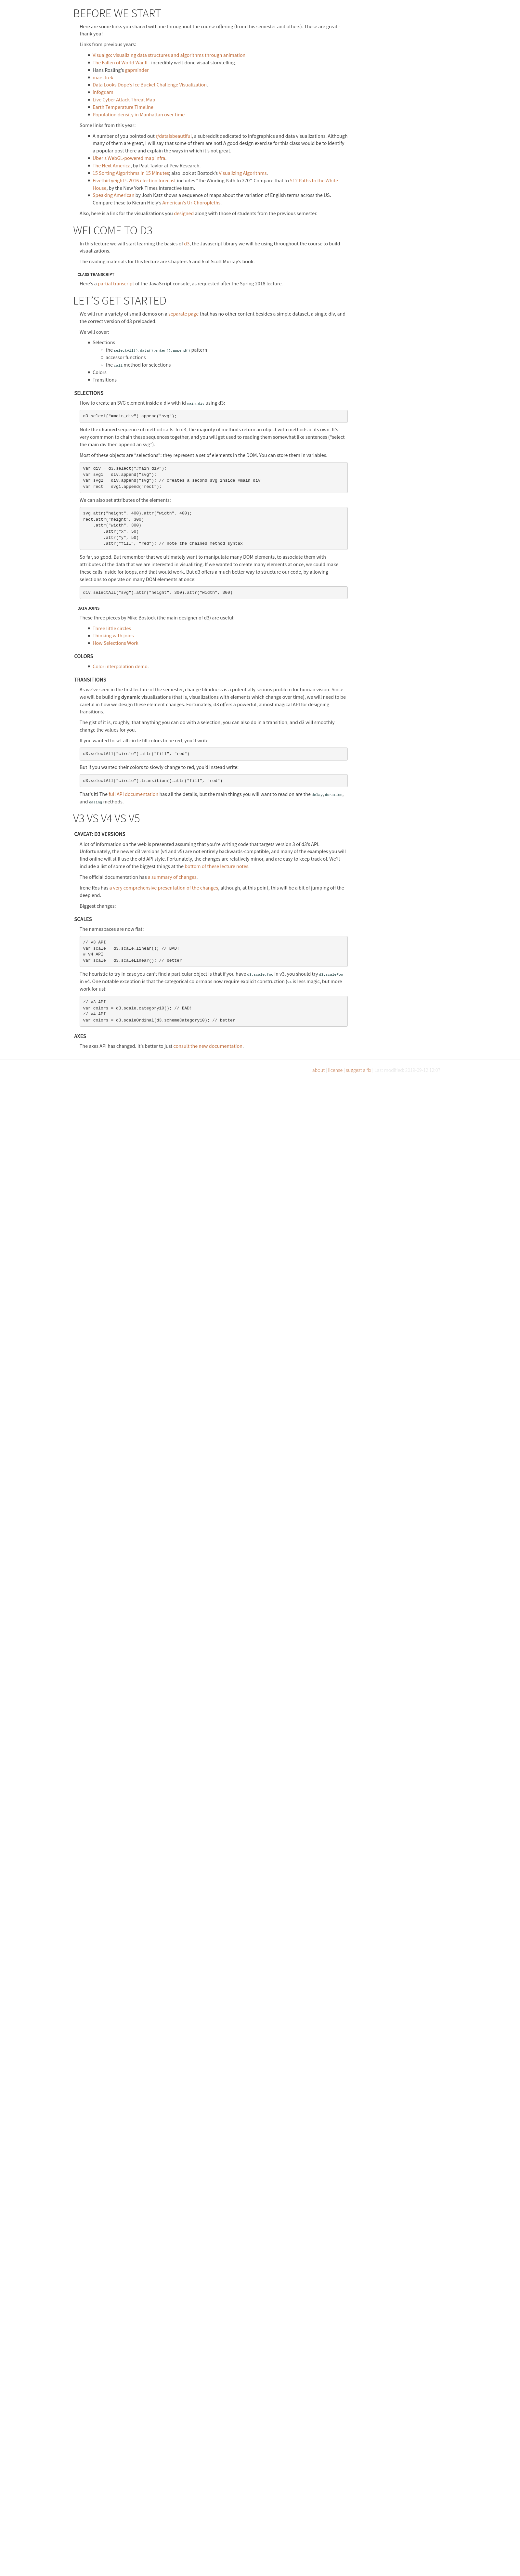 BEFORE WE START
Here are some links you shared with me throughout the course offering (from this semester and others). These are great -
thank you!
Links from previous years:
Visualgo: visualizing data structures and algorithms through animation
The Fallen of World War II - incredibly well-done visual storytelling.
Hans Rosling's gapminder
mars trek.
Data Looks Dope's Ice Bucket Challenge Visualization.
infogr.am
Live Cyber Attack Threat Map
Earth Temperature Timeline
Population density in Manhattan over time
Some links from this year:
A number of you pointed out r/dataisbeautiful, a subreddit dedicated to infographics and data visualizations. Although
many of them are great, I will say that some of them are not! A good design exercise for this class would be to identify
a popular post there and explain the ways in which it's not great.
Uber's WebGL-powered map infra.
The Next America, by Paul Taylor at Pew Research.
15 Sorting Algorithms in 15 Minutes; also look at Bostock's Visualizing Algorithms.
Fivethirtyeight's 2016 election forecast includes "the Winding Path to 270". Compare that to 512 Paths to the White
House, by the New York Times interactive team.
Speaking American by Josh Katz shows a sequence of maps about the variation of English terms across the US.
Compare these to Kieran Healy's American's Ur-Choropleths.
Also, here is a link for the visualizations you designed along with those of students from the previous semester.
WELCOME TO D3
In this lecture we will start learning the basics of d3, the Javascript library we will be using throughout the course to build
visualizations.
The reading materials for this lecture are Chapters 5 and 6 of Scott Murray's book.
CLASS TRANSCRIPT
Here's a partial transcript of the JavaScript console, as requested after the Spring 2018 lecture.
LET'S GET STARTED
We will run a variety of small demos on a separate page that has no other content besides a simple dataset, a single div, and
the correct version of d3 preloaded.
We will cover:
Selections
the selectAll().data().enter().append() pattern
accessor functions
the call method for selections
Colors
Transitions
SELECTIONS
How to create an SVG element inside a div with id main_div using d3:
d3.select("#main_div").append("svg");
Note the chained sequence of method calls. In d3, the majority of methods return an object with methods of its own. It's
very commmon to chain these sequences together, and you will get used to reading them somewhat like sentences ("select
the main div then append an svg").
Most of these objects are "selections": they represent a set of elements in the DOM. You can store them in variables.
var div = d3.select("#main_div");
var svg1 = div.append("svg");
var svg2 = div.append("svg"); // creates a second svg inside #main_div
var rect = svg1.append("rect");
We can also set attributes of the elements:
svg.attr("height", 400).attr("width", 400);
rect.attr("height", 300)
.attr("width", 300)
.attr("x", 50)
.attr("y", 50)
.attr("fill", "red"); // note the chained method syntax
So far, so good. But remember that we ultimately want to manipulate many DOM elements, to associate them with
attributes of the data that we are interested in visualizing. If we wanted to create many elements at once, we could make
these calls inside for loops, and that would work. But d3 offers a much better way to structure our code, by allowing
selections to operate on many DOM elements at once:
div.selectAll("svg").attr("height", 300).attr("width", 300)
DATA JOINS
These three pieces by Mike Bostock (the main designer of d3) are useful:
Three little circles
Thinking with joins
How Selections Work
COLORS
Color interpolation demo.
TRANSITIONS
As we've seen in the first lecture of the semester, change blindness is a potentially serious problem for human vision. Since
we will be building dynamic visualizations (that is, visualizations with elements which change over time), we will need to be
careful in how we design these element changes. Fortunately, d3 offers a powerful, almost magical API for designing
transitions.
The gist of it is, roughly, that anything you can do with a selection, you can also do in a transition, and d3 will smoothly
change the values for you.
If you wanted to set all circle fill colors to be red, you'd write:
d3.selectAll("circle").attr("fill", "red")
But if you wanted their colors to slowly change to red, you'd instead write:
d3.selectAll("circle").transition().attr("fill", "red")
That's it! The full API documentation has all the details, but the main things you will want to read on are the delay, duration,
and easing methods.
V3 VS V4 VS V5
CAVEAT: D3 VERSIONS
A lot of information on the web is presented assuming that you're writing code that targets version 3 of d3's API.
Unfortunately, the newer d3 versions (v4 and v5) are not entirely backwards-compatible, and many of the examples you will
find online will still use the old API style. Fortunately, the changes are relatively minor, and are easy to keep track of. We'll
include a list of some of the biggest things at the bottom of these lecture notes.
The official documentation has a summary of changes.
Irene Ros has a very comprehensive presentation of the changes, although, at this point, this will be a bit of jumping off the
deep end.
Biggest changes:
SCALES
The namespaces are now flat:
// v3 API
var scale = d3.scale.linear(); // BAD!
# v4 API
var scale = d3.scaleLinear(); // better
The heuristic to try in case you can't find a particular object is that if you have d3.scale.foo in v3, you should try d3.scaleFoo
in v4. One notable exception is that the categorical colormaps now require explicit construction (v4 is less magic, but more
work for us):
// v3 API
var colors = d3.scale.category10(); // BAD!
// v4 API
var colors = d3.scaleOrdinal(d3.schemeCategory10); // better
AXES
The axes API has changed. It's better to just consult the new documentation.
about · license · suggest a fix